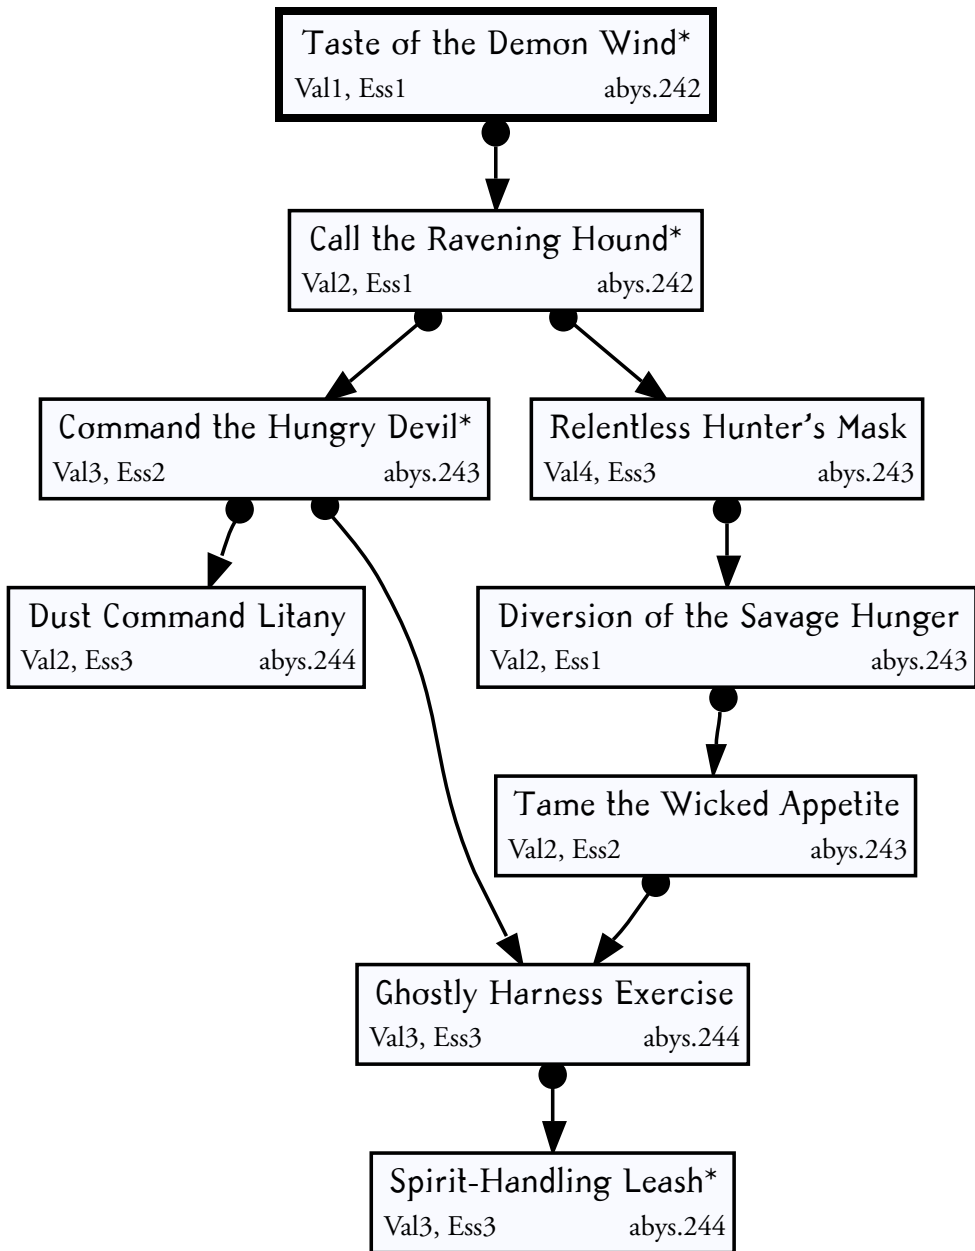 Taste of the Demon Wind*
Val1, Ess1 abys.242
Call the Ravening Hound*
Val2, Ess1 abys.242
Command the Hungry Devil*
Val3, Ess2 abys.243
Relentless Hunter's Mask
Val4, Ess3 abys.243
Dust Command Litany
Val2, Ess3 abys.244
Diversion of the Savage Hunger
Val2, Ess1 abys.243
Tame the Wicked Appetite
Val2, Ess2 abys.243
Ghostly Harness Exercise
Val3, Ess3 abys.244
Spirit-Handling Leash*
Val3, Ess3 abys.244